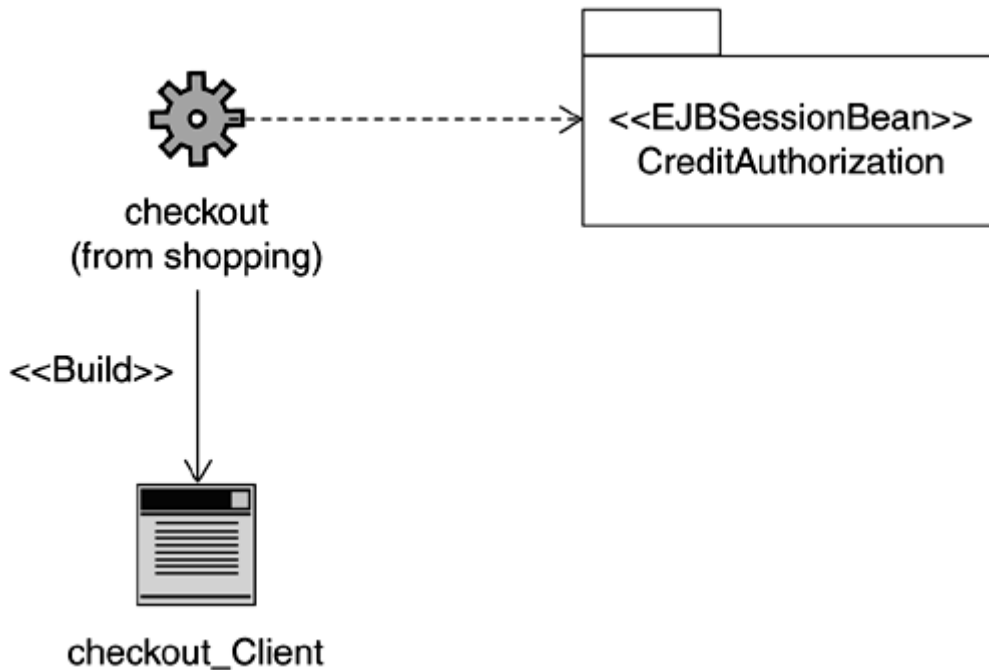 <<EJBSessionBean>>
CreditAuthorization
checkout
(from shopping)
<<Build>>
checkout_Client